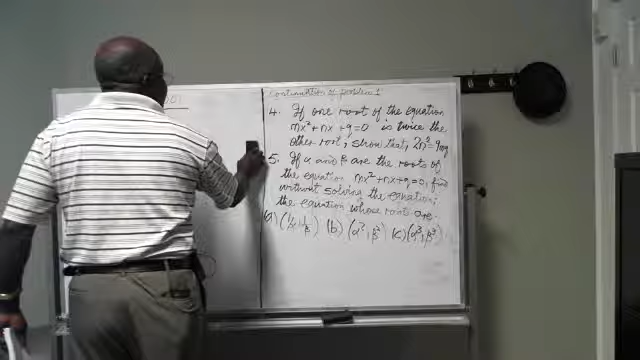 Continuation of problem 1
4. If one root of the equation
mx²+nx+q=0 is twice the
other root, show that, 2n²=9mq
5. If α and β are the roots of
the equation mx²+nx+q=0, find
without solving the equation,
the equation whose roots are.
(a) (1/α, 1/β) (b) (α², β²) (c) (α³, β³)